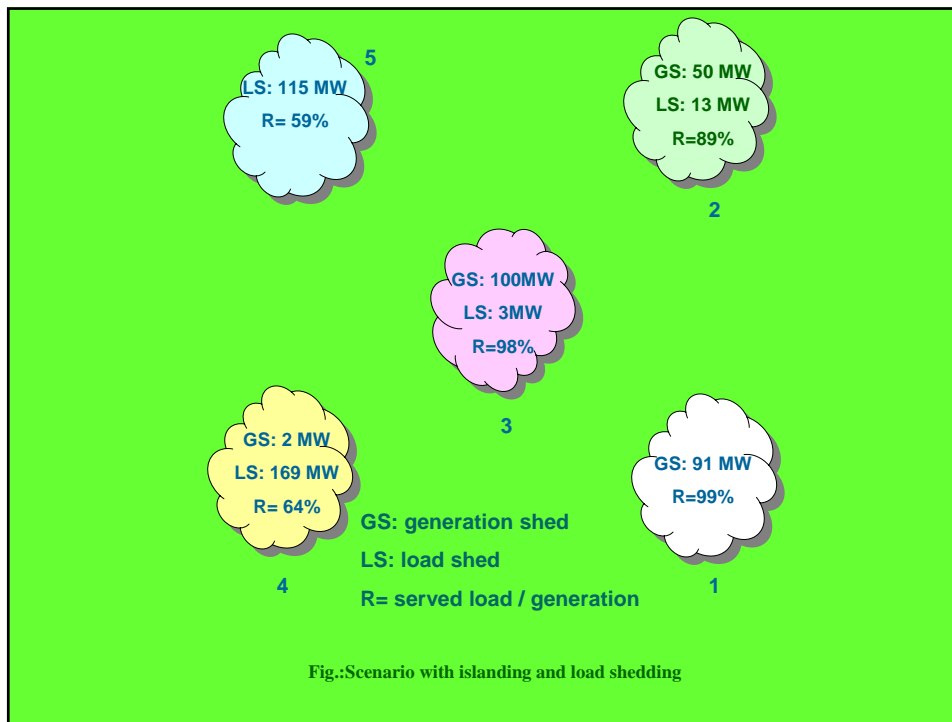 5
LS: 115 MW
R= 59%
GS: 50 MW
LS: 13 MW
R=89%
2
GS: 100MW
LS: 3MW
R=98%
3
GS: 2 MW
LS: 169 MW
R= 64%
4
GS: 91 MW
R=99%
1
GS: generation shed
LS: load shed
R= served load / generation
Fig.:Scenario with islanding and load shedding